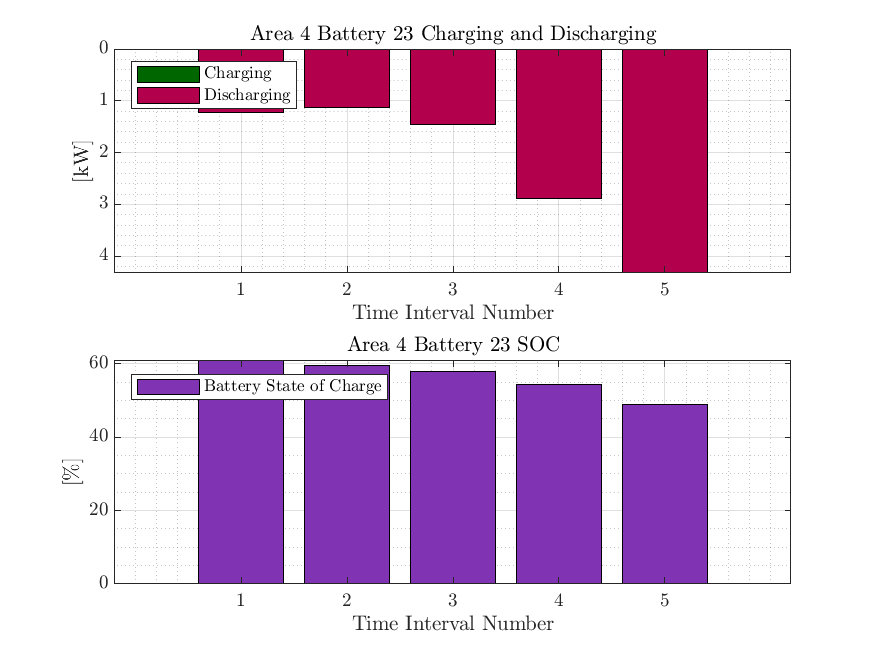 Area 4 Battery 23 Charging and Discharging
0
Charging
1
Discharging
2
[kW]
3
4
1 2 3 4 5
Time Interval Number
Area 4 Battery 23 SOC
60
Battery State of Charge
40
[%]
20
0
1 2 3 4 5
Time Interval Number